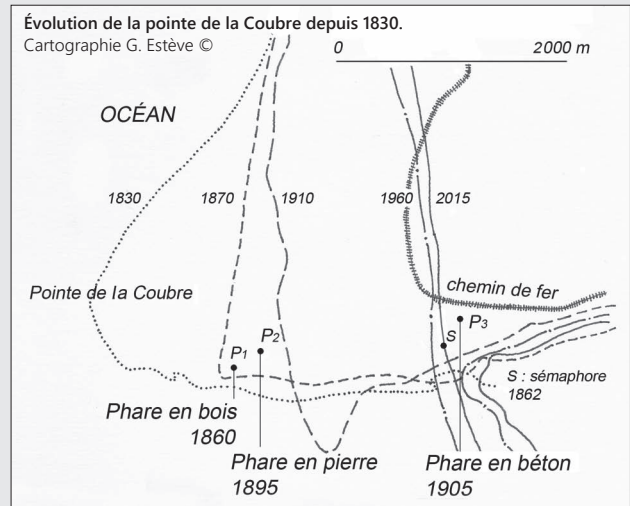 Évolution de la pointe de la Coubre depuis 1830.
Cartographie G. Estève ©
0 2000 m
OCÉAN
1830 1870 1910 1960 2015
Pointe de la Coubre
chemin de fer
P1 P2 S P3
S : sémaphore
1862
Phare en bois
1860
Phare en pierre
1895
Phare en béton
1905